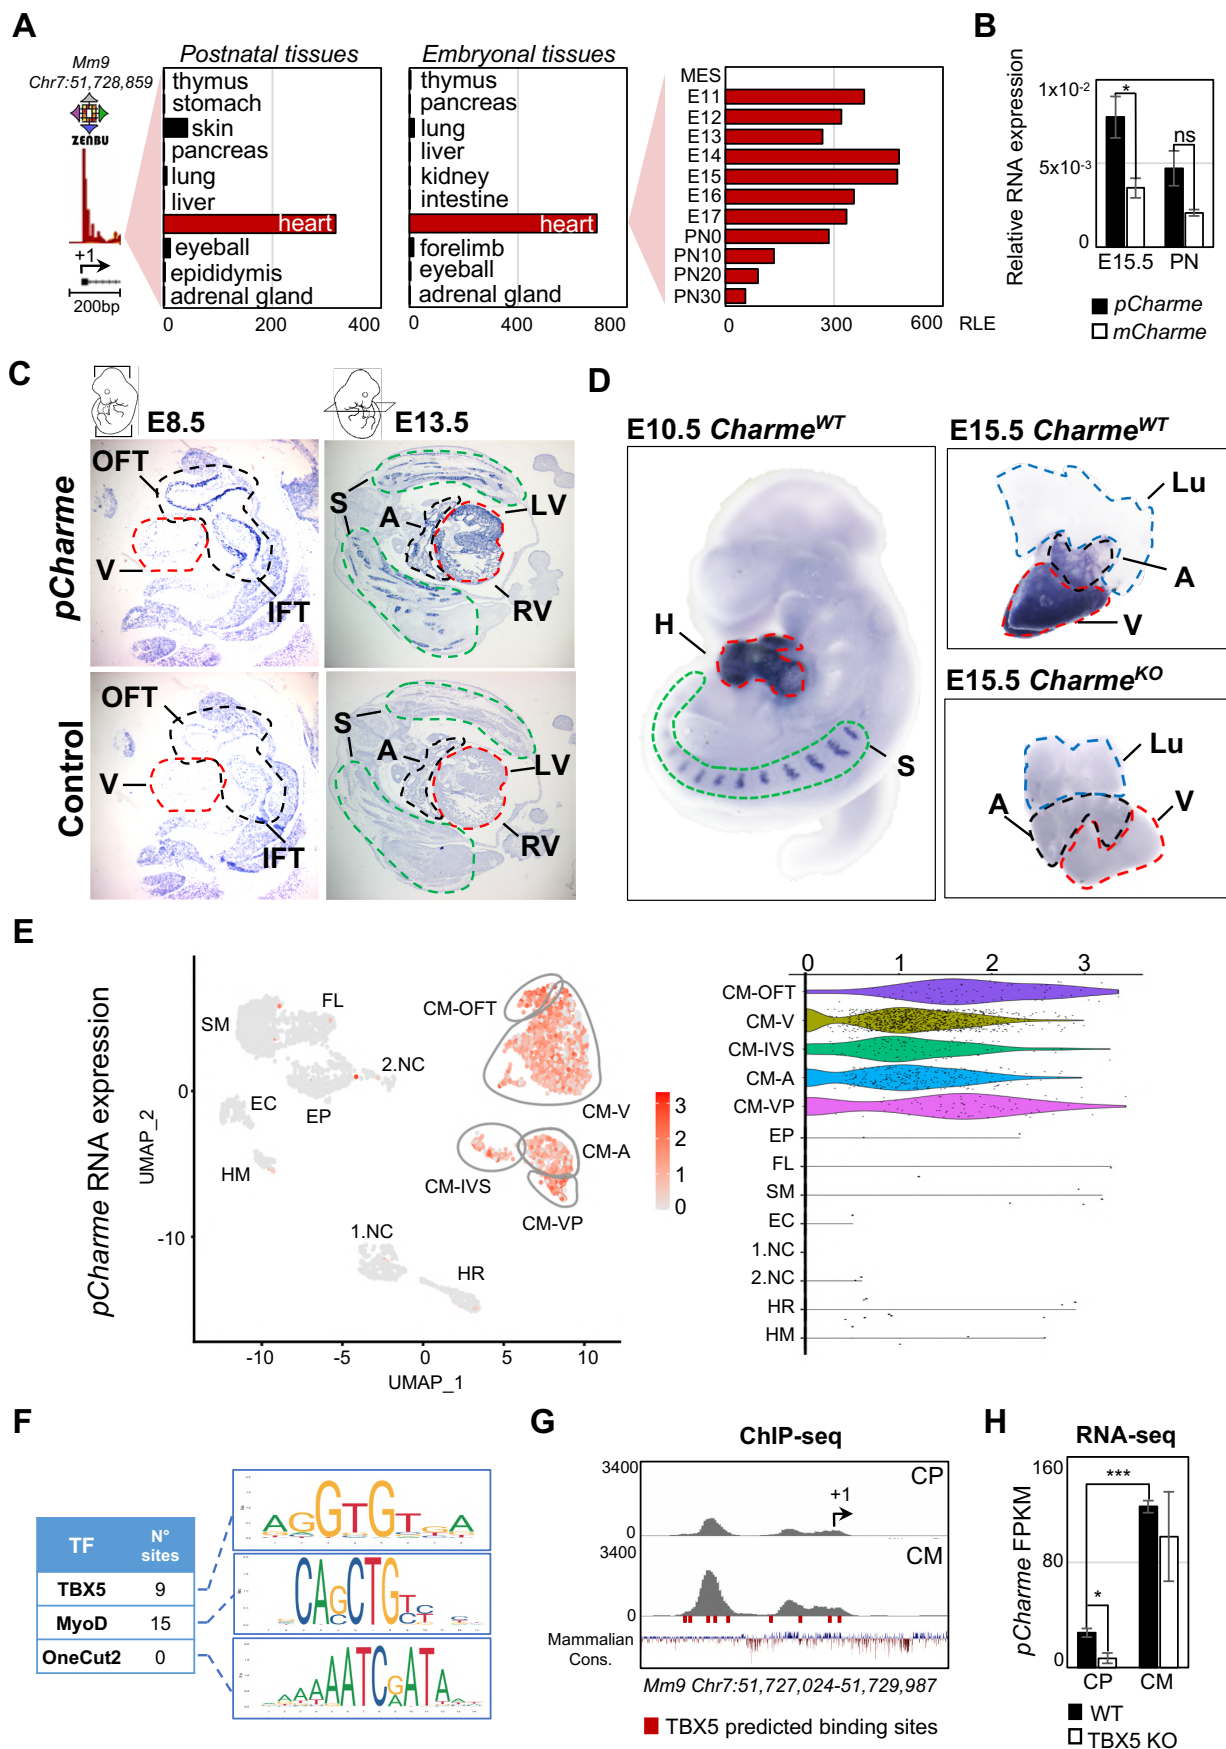 A
Mm9
Chr7:51,728,859
ZENBU
+1
200bp
Postnatal tissues
thymus
stomach
skin
pancreas
lung
liver
heart
eyeball
epididymis
adrenal gland
0 200 400
Embryonal tissues
thymus
pancreas
lung
liver
kidney
intestine
heart
forelimb
eyeball
adrenal gland
0 400 800
MES
E11
E12
E13
E14
E15
E16
E17
PN0
PN10
PN20
PN30
0 300 600 RLE
B
Relative RNA expression
1x10-2
5x10-3
0
*
ns
E15.5 PN
pCharme
mCharme
C
E8.5 E13.5
pCharme
OFT
V
IFT
S
A
LV
RV
Control
OFT
V
IFT
S
A
LV
RV
D
E10.5 CharmeWT
H
S
E15.5 CharmeWT
Lu
A
V
E15.5 CharmeKO
Lu
A
V
E
pCharme RNA expression
UMAP_2
0
-10
SM
FL
2.NC
EC
EP
HM
1.NC
HR
CM-OFT
CM-V
CM-A
CM-IVS
CM-VP
-10 -5 0 5 10
UMAP_1
3
2
1
0
0 1 2 3
CM-OFT
CM-V
CM-IVS
CM-A
CM-VP
EP
FL
SM
EC
1.NC
2.NC
HR
HM
F
TF N° sites
TBX5 9
MyoD 15
OneCut2 0
G
ChIP-seq
3400
0
CP
+1
3400
0
CM
Mammalian
Cons.
Mm9 Chr7:51,727,024-51,729,987
TBX5 predicted binding sites
H
RNA-seq
pCharme FPKM
160
80
0
***
*
CP CM
WT
TBX5 KO